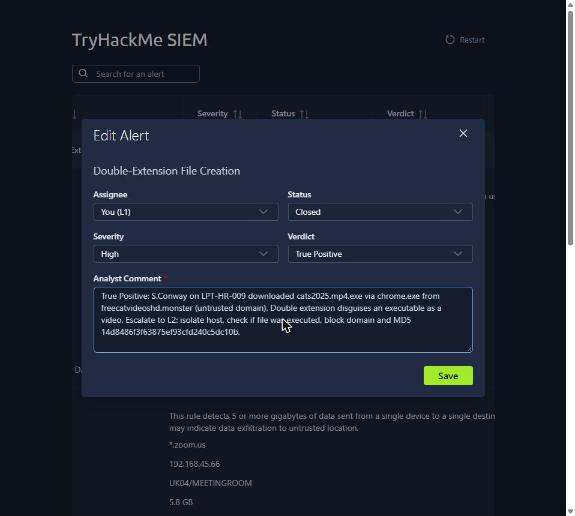 TryHackMe SIEM
Restart
Search for an alert
Severity
Status
Verdict
Edit Alert
Ext
Double-Extension File Creation
Assignee
Status
You (L1)
Closed
Severity
Verdict
High
True Positive
Analyst Comment *
True Positive: S.Conway on LPT-HR-009 downloaded cats2025.mp4.exe via chrome.exe from
freecatvideoshd.monster (untrusted domain). Double extension disguises an executable as a
video. Escalate to L2: isolate host, check if file was executed, block domain and MD5
14d8486f3f63875ef93cfd240c5dc10b.
Save
This rule detects 5 or more gigabytes of data sent from a single device to a single destin
may indicate data exfiltration to untrusted location.
*.zoom.us
192.168.45.66
UK04/MEETINGROOM
5.8 GB